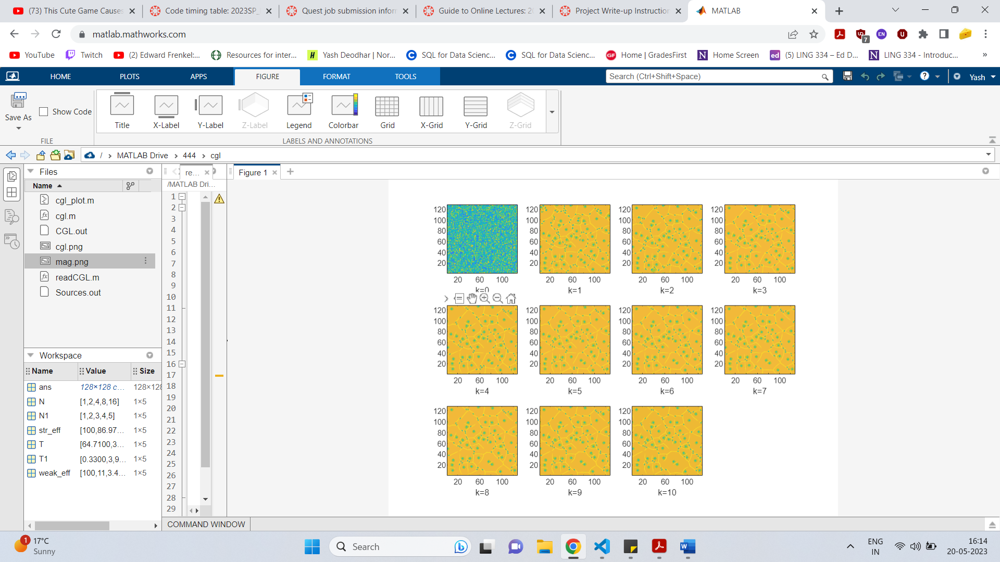 (73) This Cute Game Causes
Code timing table: 2023SP_
Quest job submission infor
Guide to Online Lectures: 20
Project Write-up Instruction
MATLAB
matlab.mathworks.com
7
EN
YouTube
Twitch
(2) Edward Frenkel:...
Resources for inter...
Yash Deodhar | Nor...
SQL for Data Scienc...
SQL for Data Scienc...
Home | GradesFirst
Home Screen
(5) LING 334 – Ed D...
LING 334 - Introduc...
HOME
PLOTS
APPS
FIGURE
FORMAT
TOOLS
Search (Ctrl+Shift+Space)
Yash
Save As
Show Code
Title
X-Label
Y-Label
Z-Label
Legend
Colorbar
Grid
X-Grid
Y-Grid
Z-Grid
FILE
LABELS AND ANNOTATIONS
/ › MATLAB Drive › 444 › cgl
Files
Name
cgl_plot.m
cgl.m
CGL.out
cgl.png
mag.png
readCGL.m
Sources.out
Workspace
Name Value Size
ans 128×128 c... 128×128
N [1,2,4,8,16] 1×5
N1 [1,2,3,4,5] 1×5
str_eff [100,86.97... 1×5
T [64.7100,3... 1×5
T1 [0.3300,3,9... 1×5
weak_eff [100,11,3.4... 1×5
re...
/MATLAB Dri...
1
2
3
4
5
6
7
8
9
10
11
12
13
14
15
16
17
18
19
20
21
22
23
24
25
26
27
28
29
Figure 1
120 120 120 120
100 100 100 100
80 80 80 80
60 60 60 60
40 40 40 40
20 20 20 20
20 60 100 20 60 100 20 60 100 20 60 100
k=0 k=1 k=2 k=3
120 120 120 120
100 100 100 100
80 80 80 80
60 60 60 60
40 40 40 40
20 20 20 20
20 60 100 20 60 100 20 60 100 20 60 100
k=4 k=5 k=6 k=7
120 120 120
100 100 100
80 80 80
60 60 60
40 40 40
20 20 20
20 60 100 20 60 100 20 60 100
k=8 k=9 k=10
COMMAND WINDOW
1
17°C
Sunny
Search
ENG
IN
16:14
20-05-2023